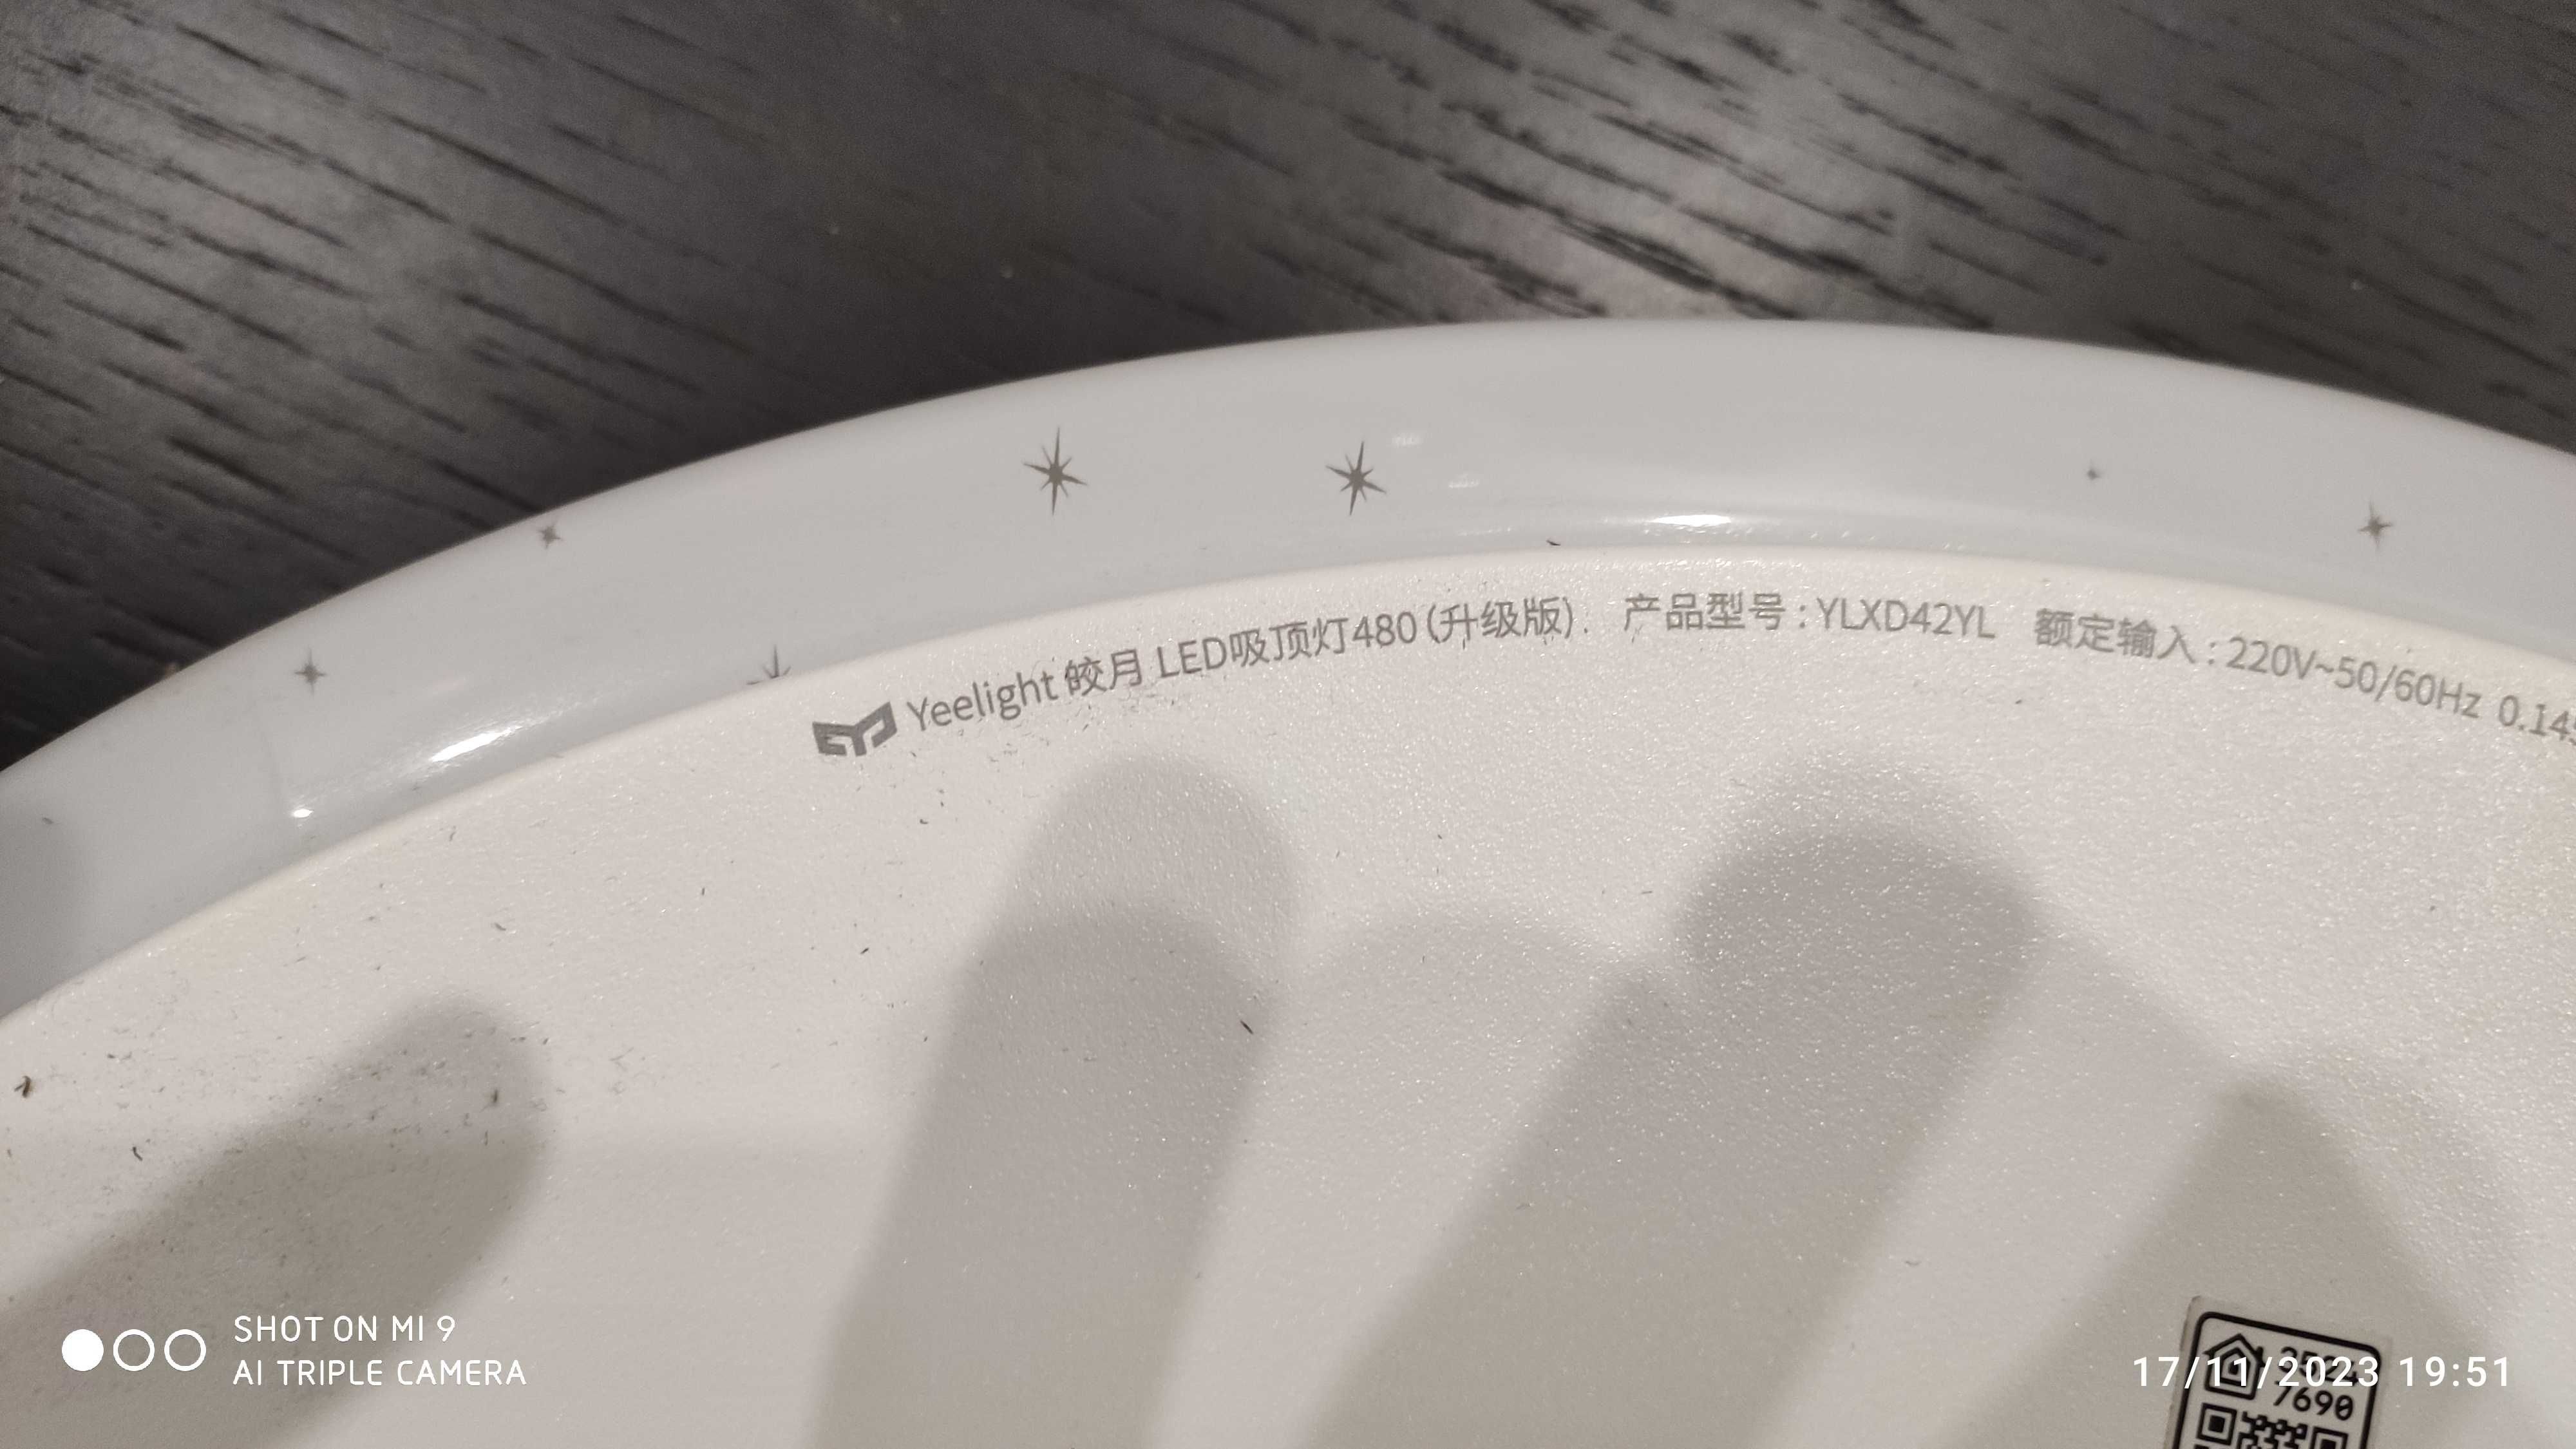 Yeelight 皎月 LED吸顶灯480 (升级版) 产品型号 : YLXD42YL 额定输入 : 220V~50/60Hz
7690
SHOT ON MI 9
AI TRIPLE CAMERA
17/11/2023 19:51